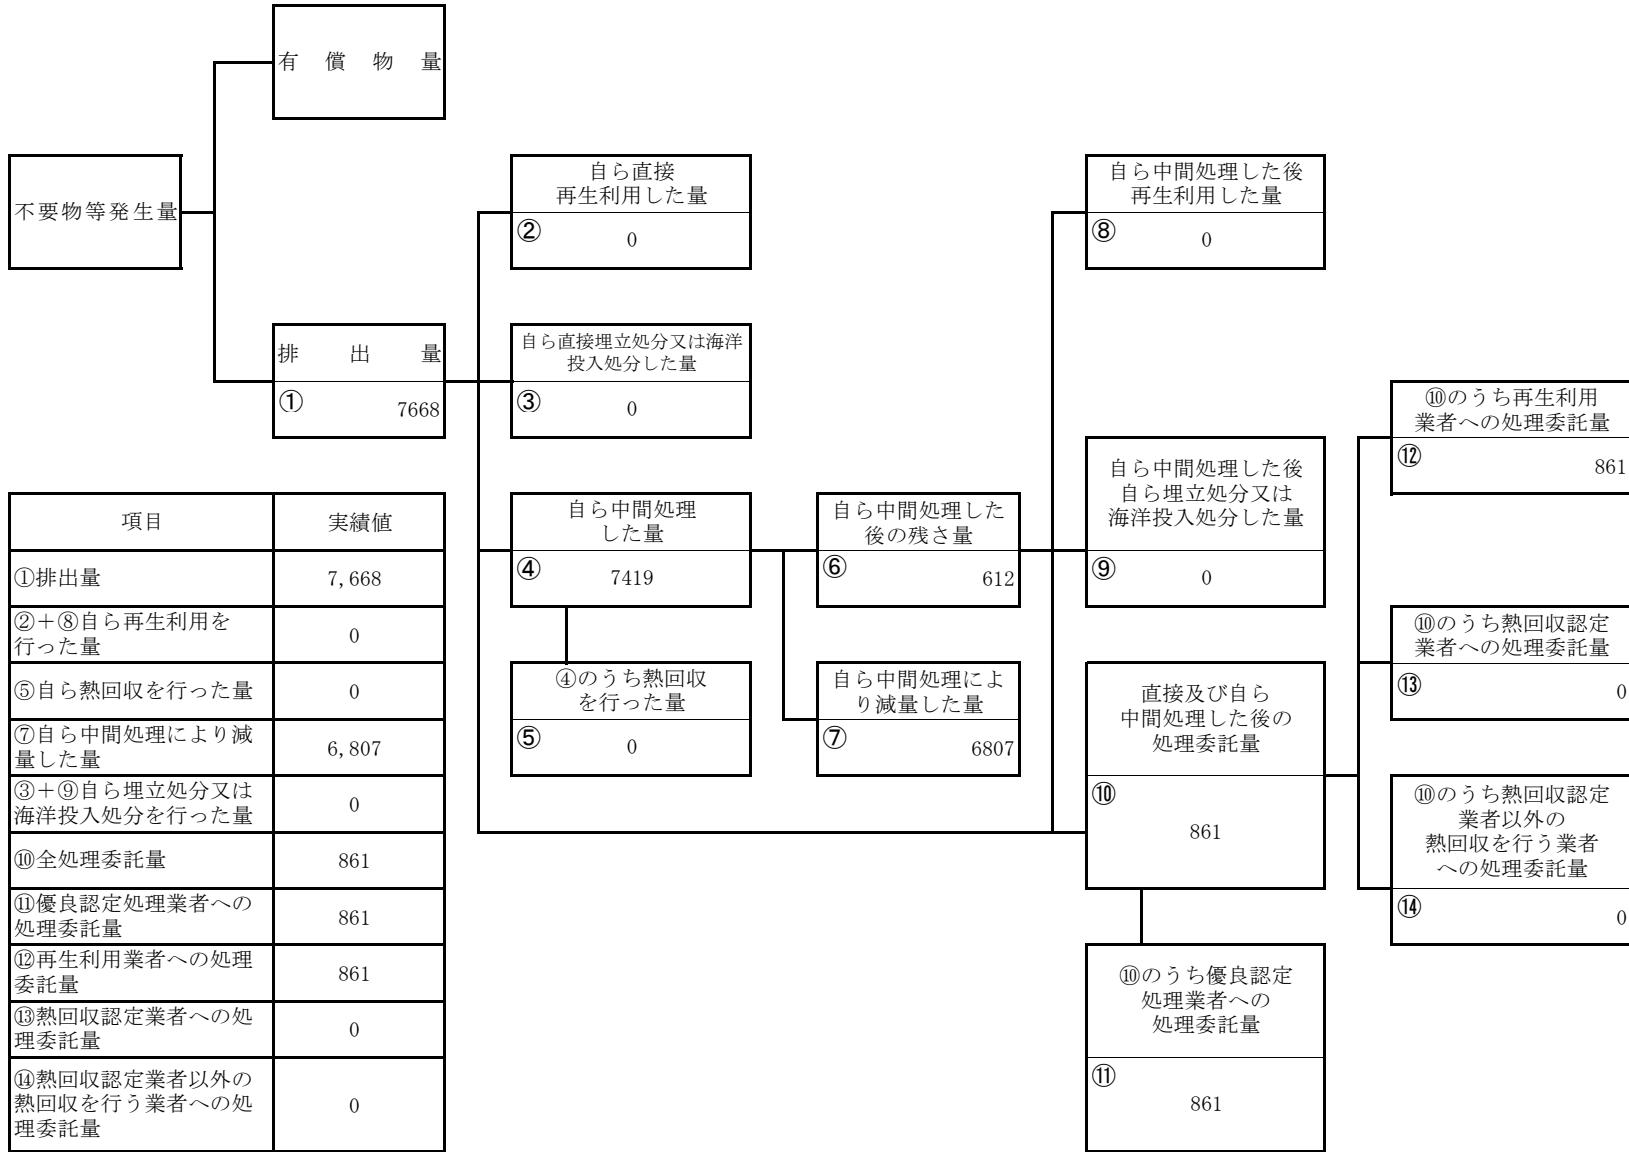 有償物量
不要物等発生量
排出量
①
7668
自ら直接
再生利用した量
②
0
自ら直接埋立処分又は海洋
投入処分した量
③
0
自ら中間処理
した量
④
7419
④のうち熱回収
を行った量
⑤
0
自ら中間処理した
後の残さ量
⑥
612
自ら中間処理によ
り減量した量
⑦
6807
自ら中間処理した後
再生利用した量
⑧
0
自ら中間処理した後
自ら埋立処分又は
海洋投入処分した量
⑨
0
直接及び自ら
中間処理した後の
処理委託量
⑩
861
⑩のうち優良認定
処理業者への
処理委託量
⑪
861
⑩のうち再生利用
業者への処理委託量
⑫
861
⑩のうち熱回収認定
業者への処理委託量
⑬
0
⑩のうち熱回収認定
業者以外の
熱回収を行う業者
への処理委託量
⑭
0
項目 実績値
①排出量 7,668
②+⑧自ら再生利用を
行った量
0
⑤自ら熱回収を行った量 0
⑦自ら中間処理により減
量した量
6,807
③+⑨自ら埋立処分又は
海洋投入処分を行った量
0
⑩全処理委託量 861
⑪優良認定処理業者への
処理委託量
861
⑫再生利用業者への処理
委託量
861
⑬熱回収認定業者への処
理委託量
0
⑭熱回収認定業者以外の
熱回収を行う業者への処
理委託量
0